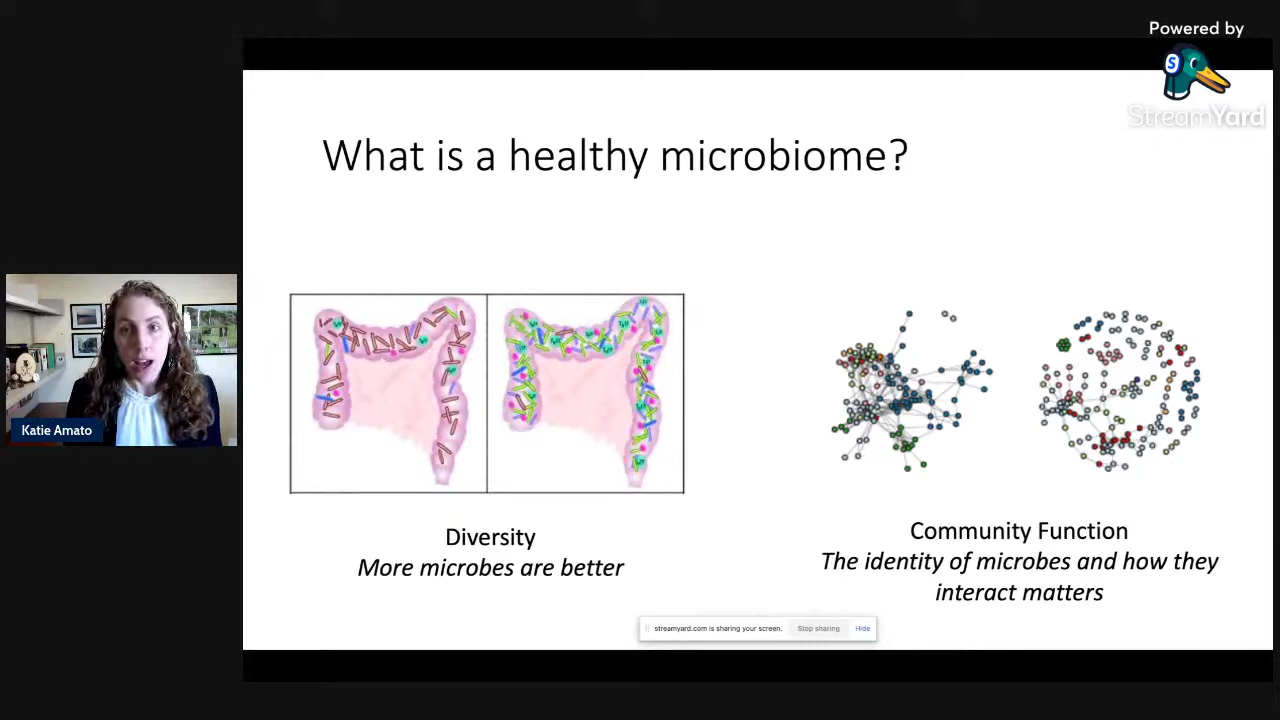 Powered by
StreamYard
What is a healthy microbiome?
Katie Amato
Diversity
More microbes are better
Community Function
The identity of microbes and how they
interact matters
streamyard.com is sharing your screen.
Stop sharing
Hide